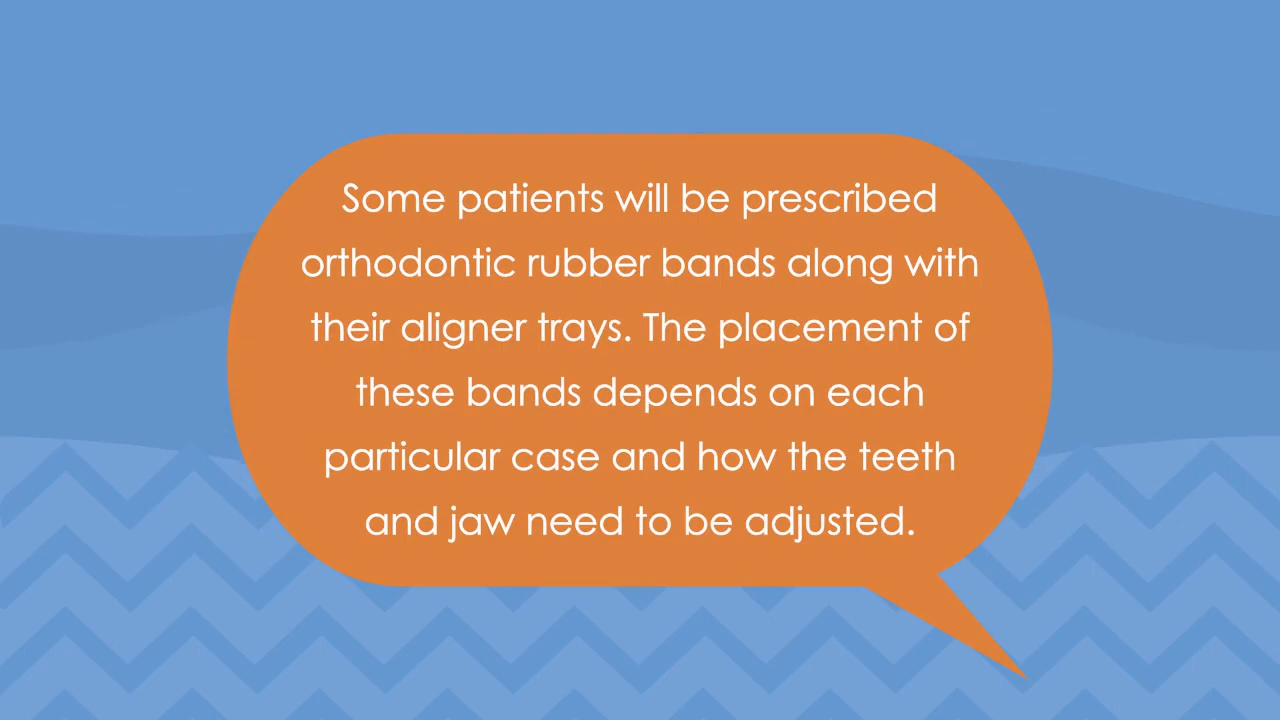 Some patients will be prescribed
orthodontic rubber bands along with
their aligner trays. The placement of
these bands depends on each
particular case and how the teeth
and jaw need to be adjusted.